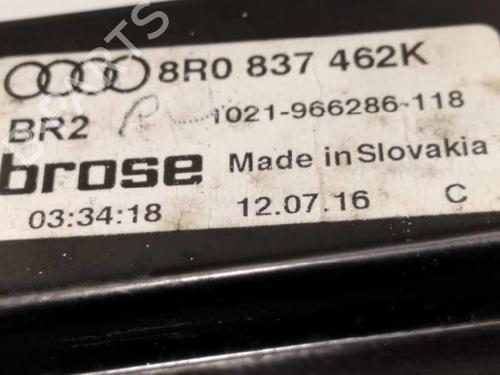 8R0 837 462K
BR2 1021-966286-118
brose Made in Slovakia
03:34:18 12.07.16 C